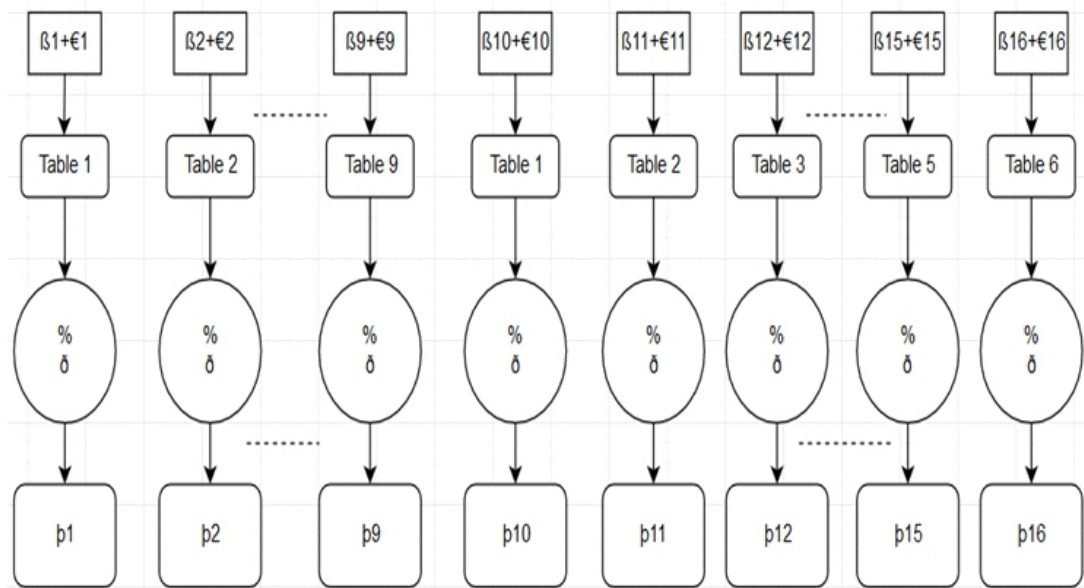 ß1+€1 ß2+€2 ß9+€9 ß10+€10 ß11+€11 ß12+€12 ß15+€15 ß16+€16
Table 1 Table 2 Table 9 Table 1 Table 2 Table 3 Table 5 Table 6
% % % % % % % %
ð ð ð ð ð ð ð ð
þ1 þ2 þ9 þ10 þ11 þ12 þ15 þ16